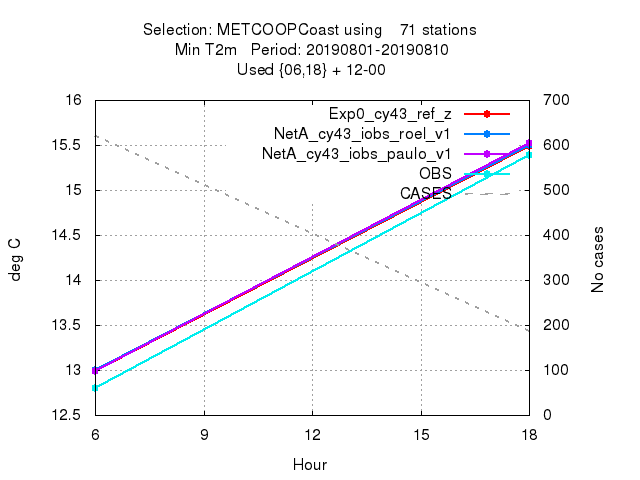 Selection: METCOOPCoast using    71 stations
Min T2m   Period: 20190801-20190810
Used {06,18} + 12-00
16
15.5
15
14.5
14
13.5
13
12.5
deg C
700
600
500
400
300
200
100
0
No cases
Exp0_cy43_ref_z
NetA_cy43_iobs_roel_v1
NetA_cy43_iobs_paulo_v1
OBS
CASES
6
9
12
15
18
Hour